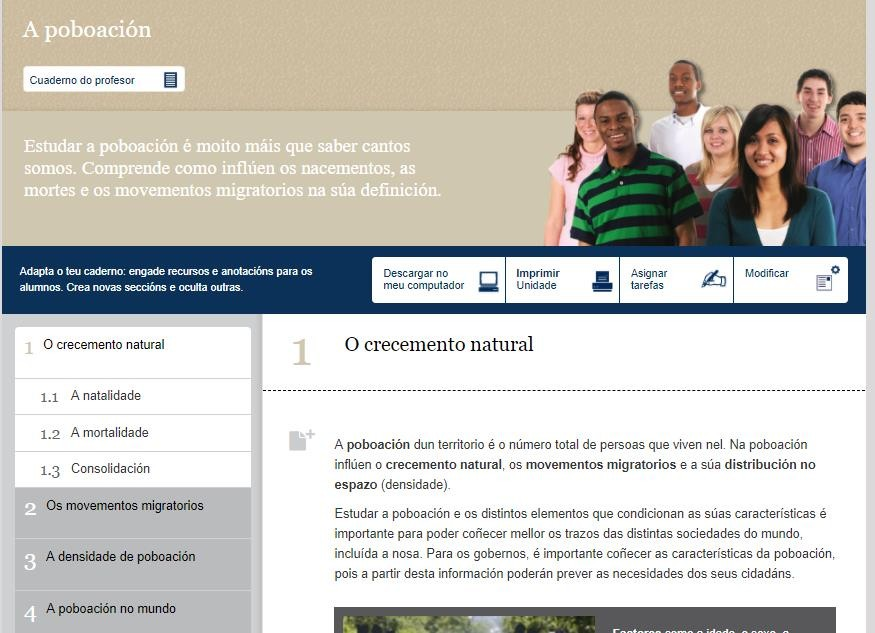 A poboación
Cuaderno do profesor
Estudar a poboación é moito máis que saber cantos
somos. Comprende como inflúen os nacementos, as
mortes e os movementos migratorios na súa definición.
Adapta o teu caderno: engade recursos e anotacións para os
alumnos. Crea novas seccións e oculta outras.
Descargar no
meu computador
Imprimir
Unidade
Asignar
tarefas
Modificar
1 O crecemento natural
1.1 A natalidade
1.2 A mortalidade
1.3 Consolidación
2 Os movementos migratorios
3 A densidade de poboación
4 A poboación no mundo
1 O crecemento natural
A poboación dun territorio é o número total de persoas que viven nel. Na poboación
inflúen o crecemento natural, os movementos migratorios e a súa distribución no
espazo (densidade).
Estudar a poboación e os distintos elementos que condicionan as súas características é
importante para poder coñecer mellor os trazos das distintas sociedades do mundo,
incluída a nosa. Para os gobernos, é importante coñecer as características da poboación,
pois a partir desta información poderán prever as necesidades dos seus cidadáns.
Factores como a idade, o sexo, a